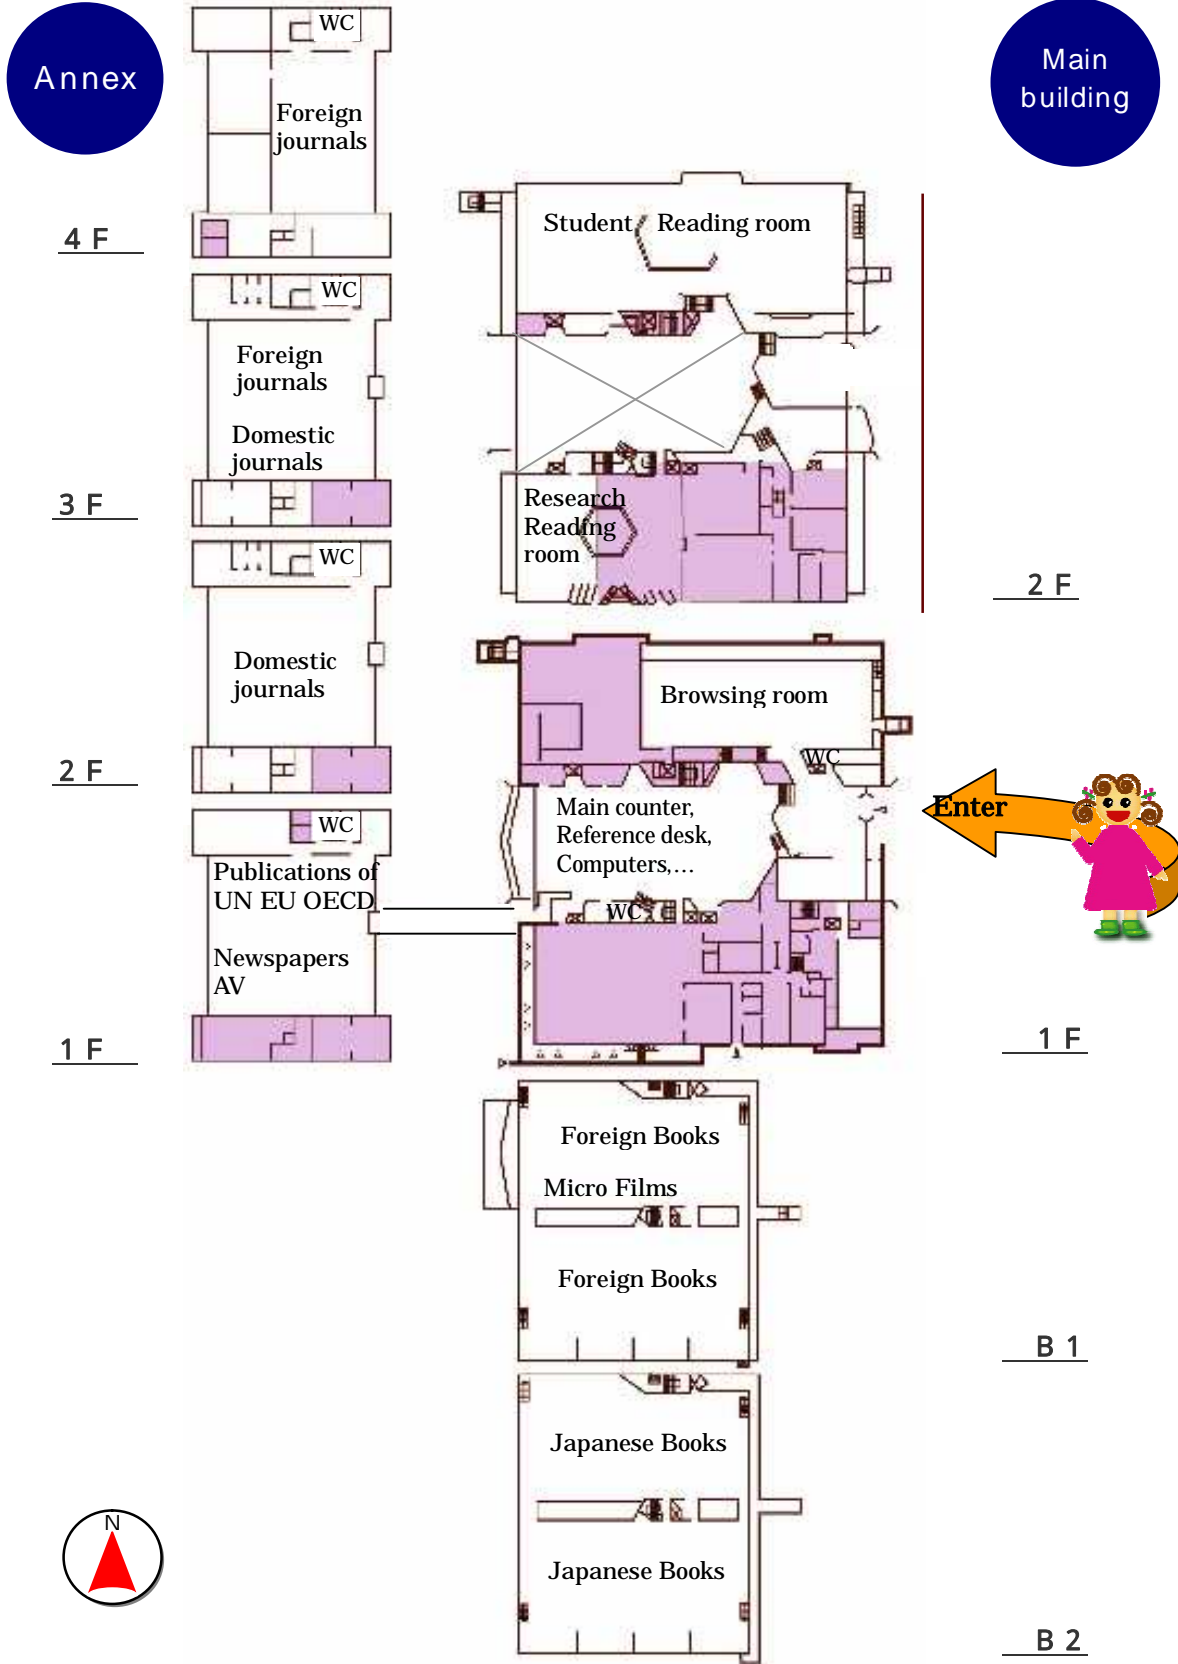 Annex
WC
Foreign
journals
4 F
WC
Foreign
journals
Domestic
journals
3 F
WC
Domestic
journals
2 F
WC
Publications of
UN EU OECD
Newspapers
AV
1 F
N
Main
building
Student Reading room
Research
Reading
room
2 F
Browsing room
WC
Main counter,
Reference desk,
Computers,...
WC
Enter
1 F
Foreign Books
Micro Films
Foreign Books
B 1
Japanese Books
Japanese Books
B 2